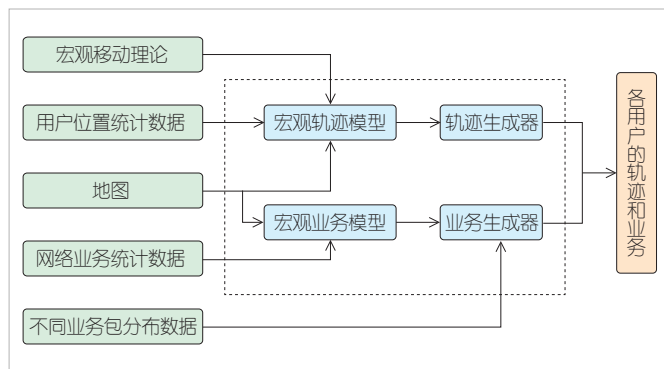 宏观移动理论
用户位置统计数据
宏观轨迹模型
轨迹生成器
地图
宏观业务模型
业务生成器
网络业务统计数据
不同业务包分布数据
各用户的轨迹和业务